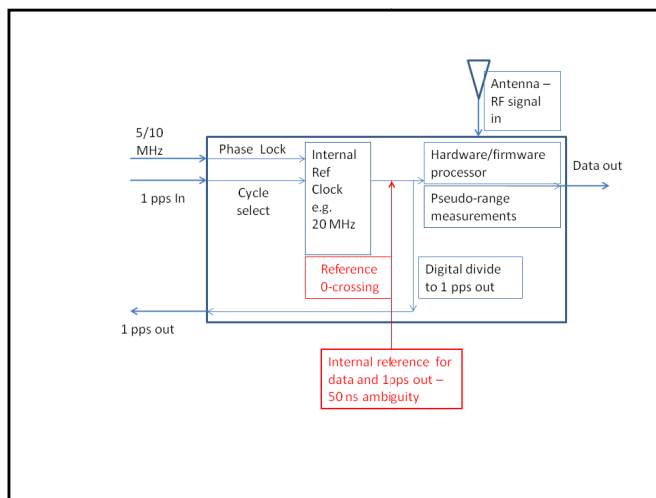 Antenna –
RF signal
in
5/10
MHz
Phase Lock
Internal
Ref
Clock
e.g.
20 MHz
Hardware/firmware
processor
Data out
1 pps In
Cycle
select
Pseudo-range
measurements
Reference
0-crossing
Digital divide
to 1 pps out
1 pps out
Internal reference for
data and 1pps out –
50 ns ambiguity